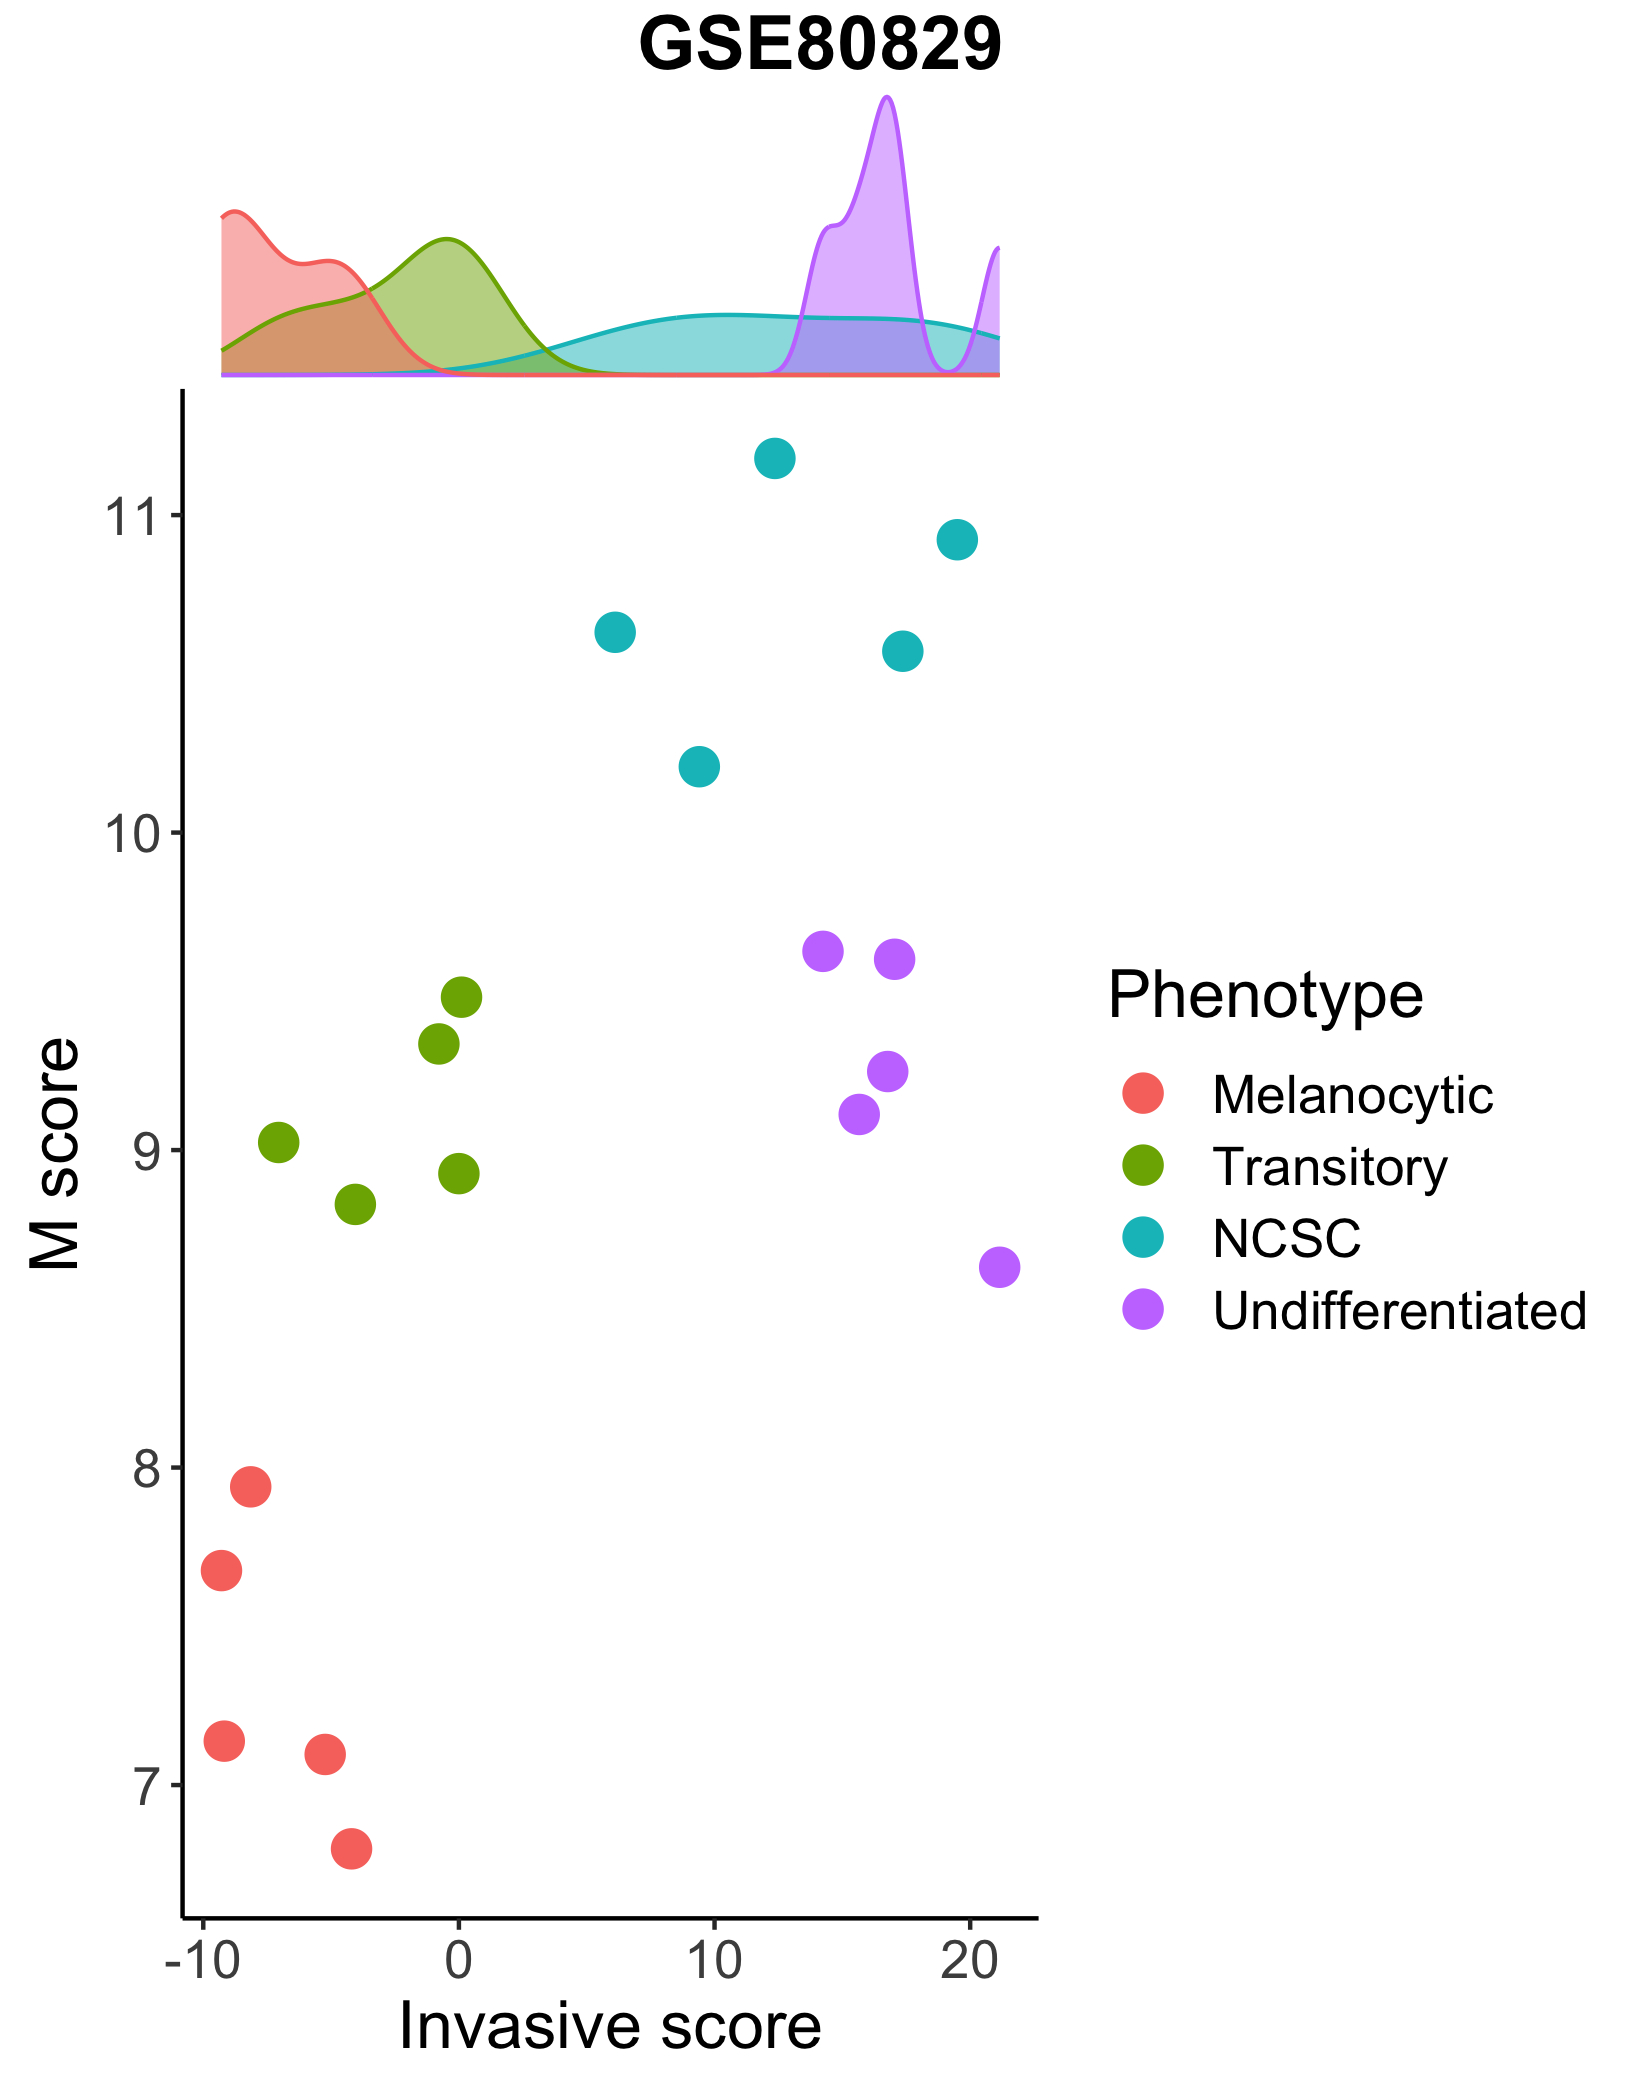 GSE80829
11
10
9
8
7
M score
-10 0 10 20
Invasive score
Phenotype
Melanocytic
Transitory
NCSC
Undifferentiated